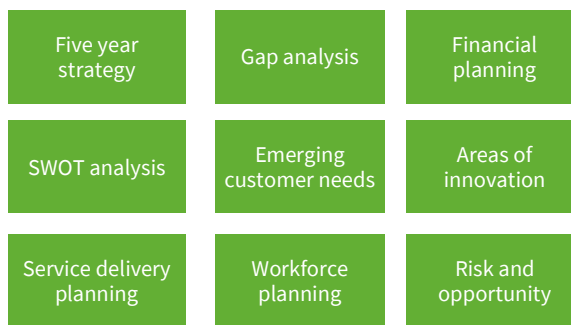 Five year
strategy
Gap analysis
Financial
planning
SWOT analysis
Emerging
customer needs
Areas of
innovation
Service delivery
planning
Workforce
planning
Risk and
opportunity